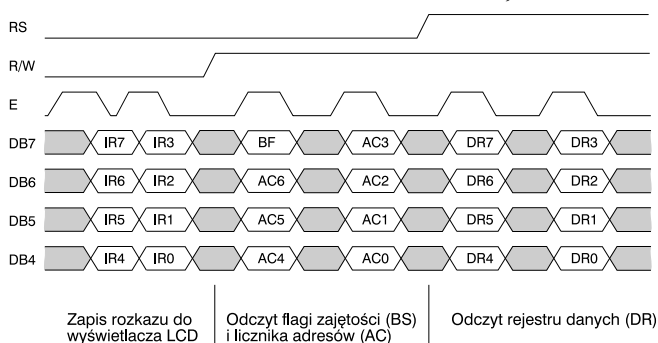 RS
R/W
E
DB7 IR7 IR3 BF AC3 DR7 DR3
DB6 IR6 IR2 AC6 AC2 DR6 DR2
DB5 IR5 IR1 AC5 AC1 DR5 DR1
DB4 IR4 IR0 AC4 AC0 DR4 DR0
Zapis rozkazu do
wyświetlacza LCD
Odczyt flagi zajętości (BS)
i licznika adresów (AC)
Odczyt rejestru danych (DR)